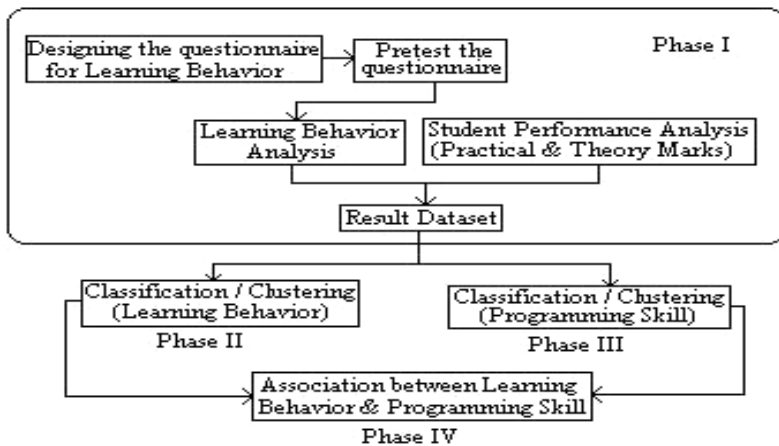 Designing the questionnaire
for Learning Behavior
Pretest the
questionnaire
Phase I
Learning Behavior
Analysis
Student Performance Analysis
(Practical & Theory Marks)
Result Dataset
Classification / Clustering
(Learning Behavior)
Phase II
Classification / Clustering
(Programming Skill)
Phase III
Association between Learning
Behavior & Programming Skill
Phase IV